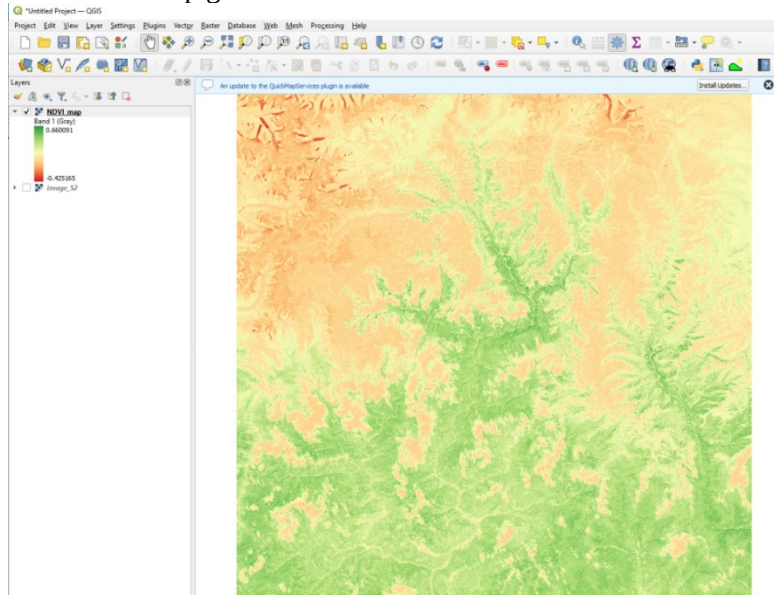 *Untitled Project — QGIS
Project Edit View Layer Settings Plugins Vector Raster Database Web Mesh Processing Help
Layers
An update to the QuickMapServices plugin is available
Install Updates...
NDVI_map
Band 1 (Gray)
0.660091
-0.425165
Image_S2